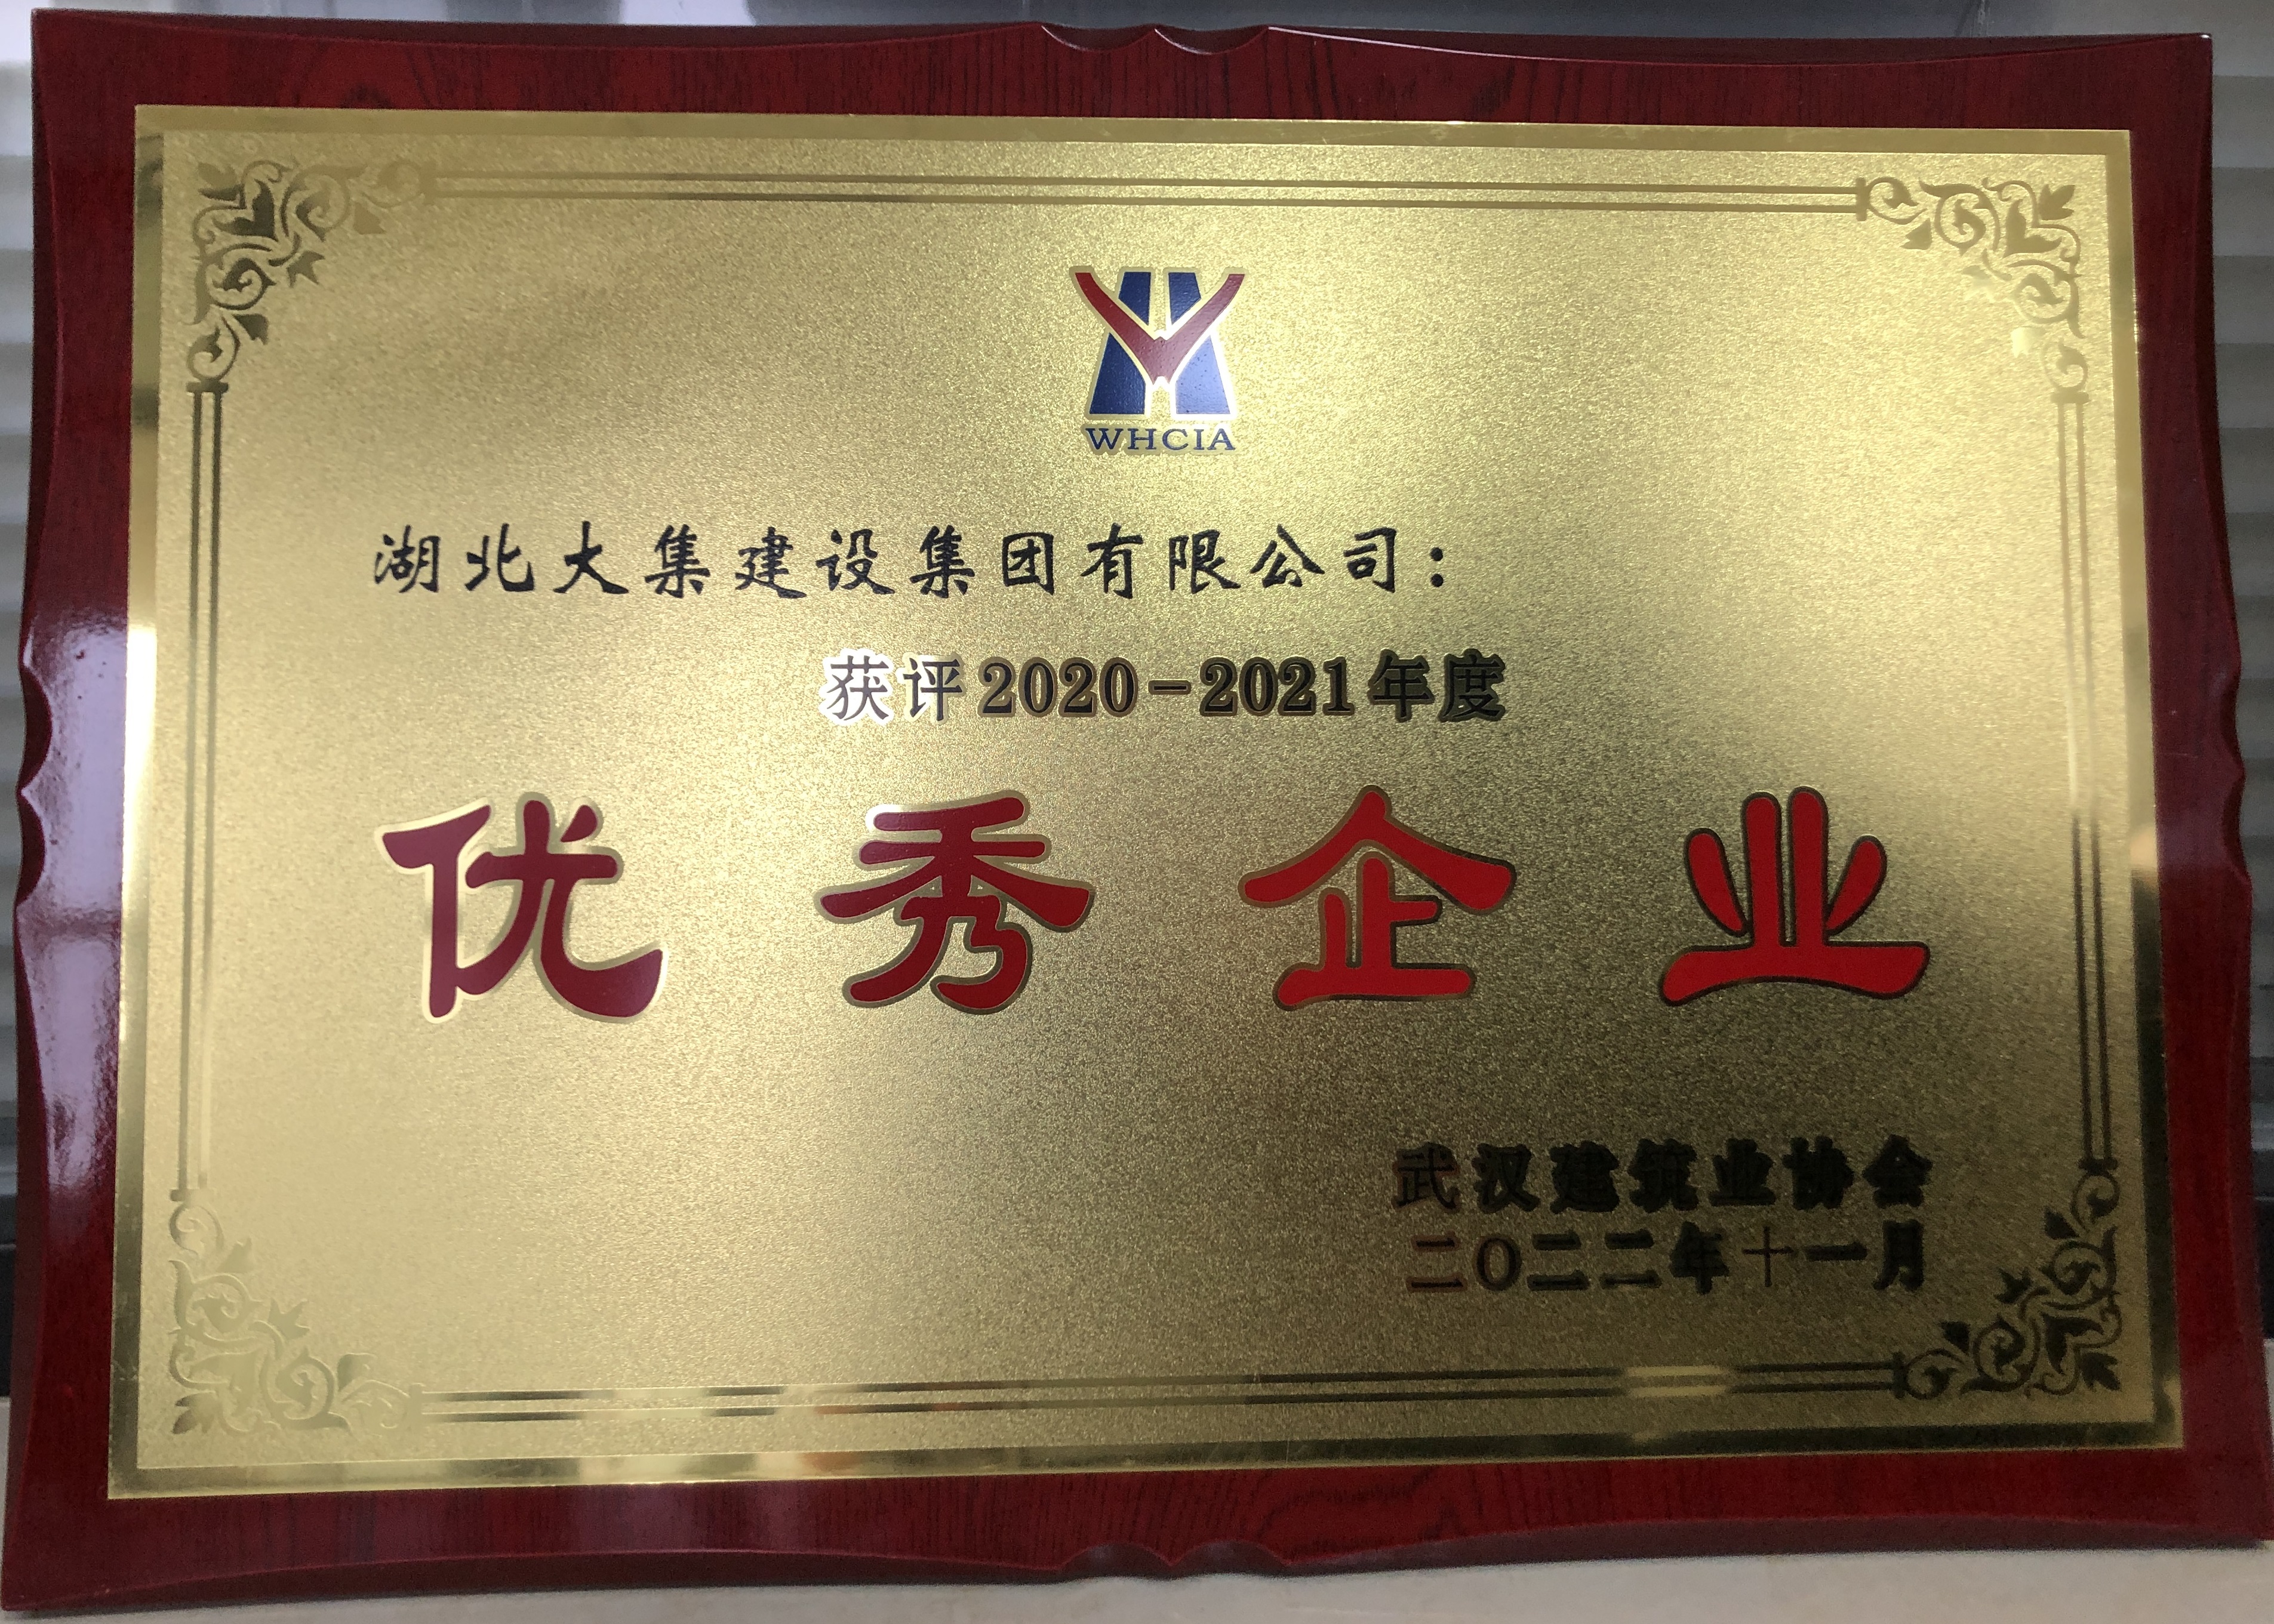 WHCIA
湖北大集建设集团有限公司：
获评2020-2021年度
优秀企业
武汉建筑业协会
二〇二二年十一月